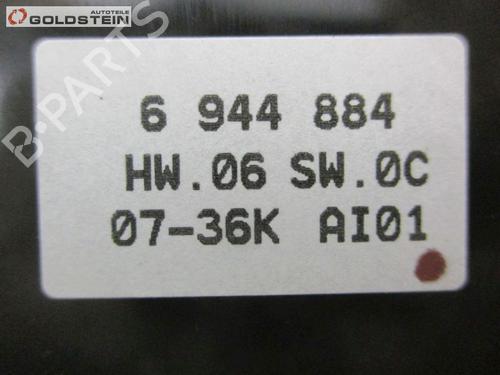 AUTOTEILE
GOLDSTEIN
B-PARTS
6 944 884
HW.06 SW.0C
07-36K AI01